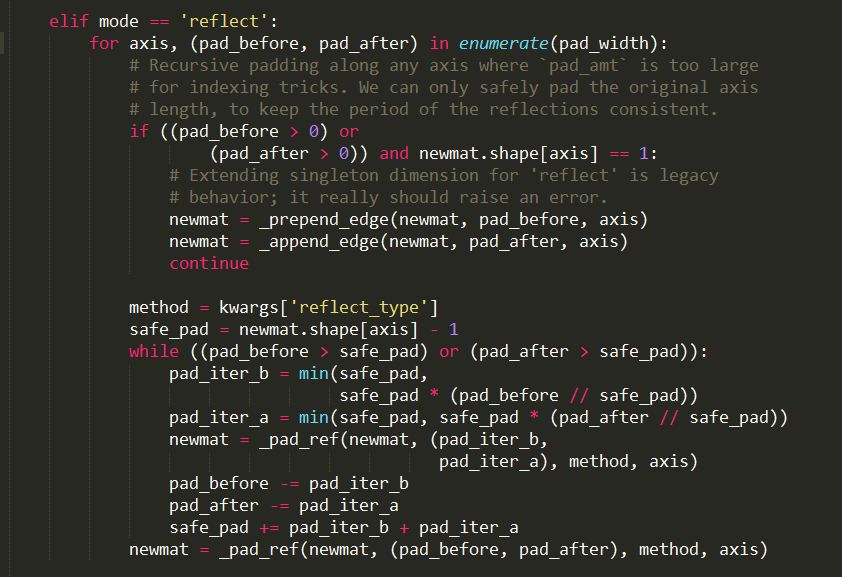 elif mode == 'reflect':
for axis, (pad_before, pad_after) in enumerate(pad_width):
# Recursive padding along any axis where `pad_amt` is too large
# for indexing tricks. We can only safely pad the original axis
# length, to keep the period of the reflections consistent.
if ((pad_before > 0) or
(pad_after > 0)) and newmat.shape[axis] == 1:
# Extending singleton dimension for 'reflect' is legacy
# behavior; it really should raise an error.
newmat = _prepend_edge(newmat, pad_before, axis)
newmat = _append_edge(newmat, pad_after, axis)
continue
method = kwargs['reflect_type']
safe_pad = newmat.shape[axis] - 1
while ((pad_before > safe_pad) or (pad_after > safe_pad)):
pad_iter_b = min(safe_pad,
safe_pad * (pad_before // safe_pad))
pad_iter_a = min(safe_pad, safe_pad * (pad_after // safe_pad))
newmat = _pad_ref(newmat, (pad_iter_b,
pad_iter_a), method, axis)
pad_before -= pad_iter_b
pad_after -= pad_iter_a
safe_pad += pad_iter_b + pad_iter_a
newmat = _pad_ref(newmat, (pad_before, pad_after), method, axis)